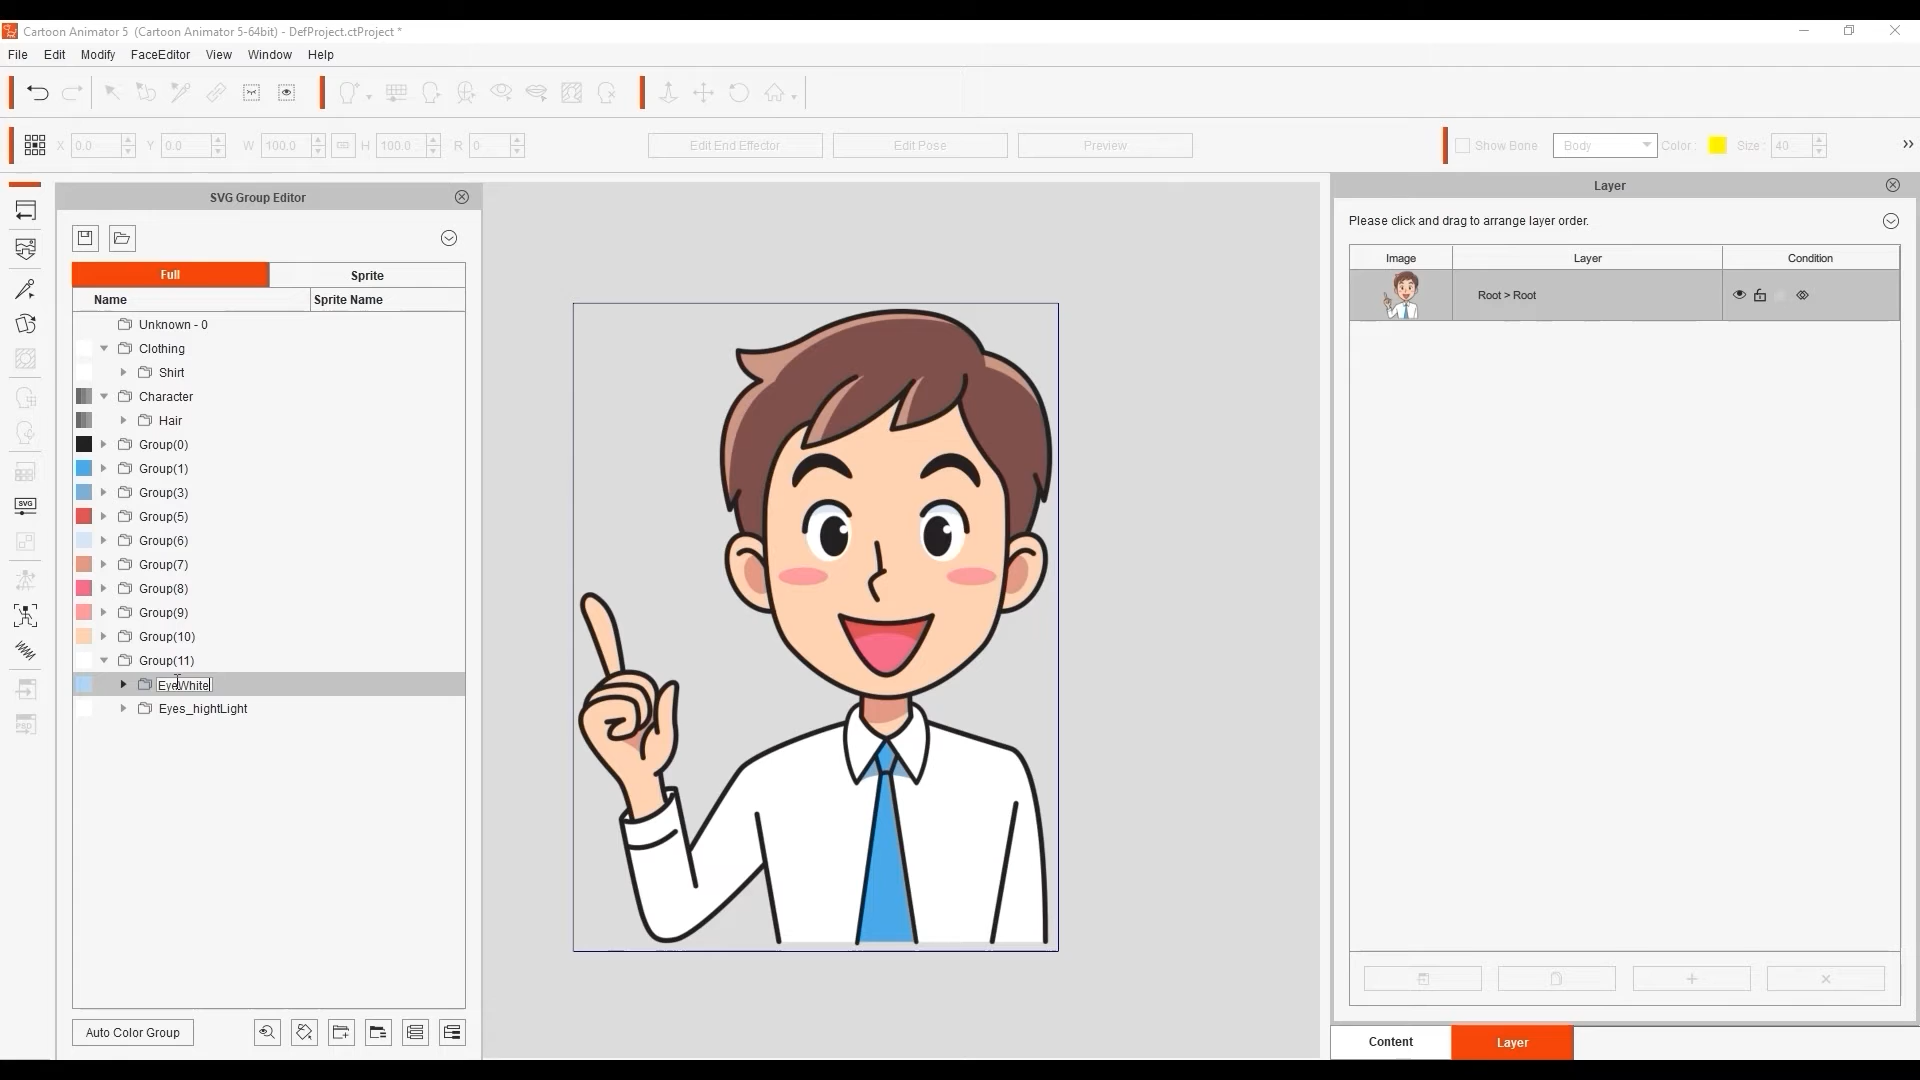 Cartoon Animator 5  (Cartoon Animator 5-64bit) - DefProject.ctProject *
File Edit Modify FaceEditor View Window Help
X 0.0 Y 0.0 W 100.0 H 100.0 R 0 Edit End Effector Edit Pose Preview Show Bone Body Color : Size : 40
SVG Group Editor
Full Sprite
Name Sprite Name
Unknown - 0
Clothing
Shirt
Character
Hair
Group(0)
Group(1)
Group(3)
Group(5)
Group(6)
Group(7)
Group(8)
Group(9)
Group(10)
Group(11)
EyeWhite
Eyes_hightLight
Auto Color Group
SVG
PSD
Layer
Please click and drag to arrange layer order.
Image Layer Condition
Root > Root
Content Layer